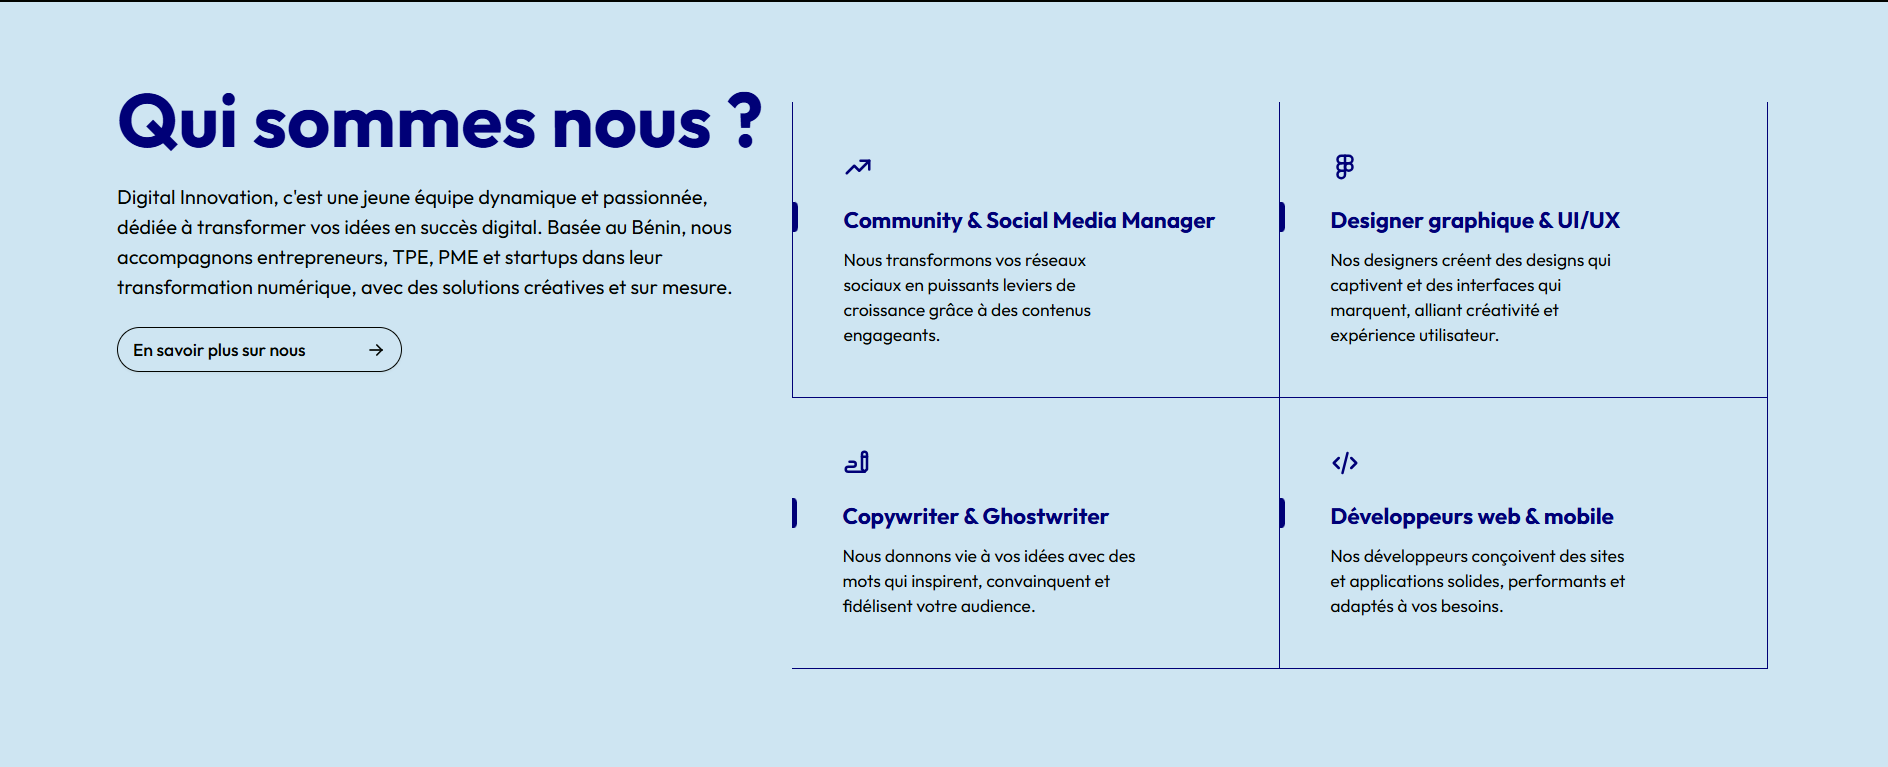 Qui sommes nous ?
Digital Innovation, c'est une jeune équipe dynamique et passionnée,
dédiée à transformer vos idées en succès digital. Basée au Bénin, nous
accompagnons entrepreneurs, TPE, PME et startups dans leur
transformation numérique, avec des solutions créatives et sur mesure.
En savoir plus sur nous
Community & Social Media Manager
Nous transformons vos réseaux
sociaux en puissants leviers de
croissance grâce à des contenus
engageants.
Designer graphique & UI/UX
Nos designers créent des designs qui
captivent et des interfaces qui
marquent, alliant créativité et
expérience utilisateur.
Copywriter & Ghostwriter
Nous donnons vie à vos idées avec des
mots qui inspirent, convainquent et
fidélisent votre audience.
Développeurs web & mobile
Nos développeurs conçoivent des sites
et applications solides, performants et
adaptés à vos besoins.